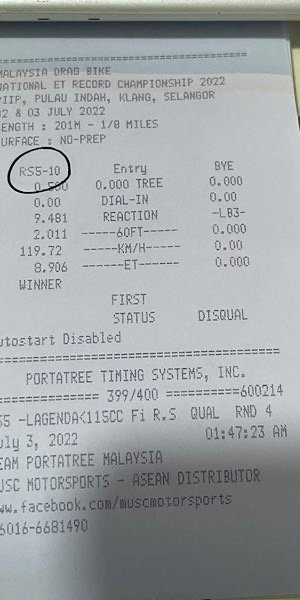 MALAYSIA DRAG BIKE
NATIONAL ET RECORD CHAMPIONSHIP 2022
PIIP, PULAU INDAH, KLANG, SELANGOR
02 & 03 JULY 2022
LENGTH : 201M - 1/8 MILES
SURFACE : NO-PREP
RS5-10 Entry BYE
0.500 0.000 TREE 0.000
0.00 DIAL-IN 0.00
9.481 REACTION -LB3-
2.011 -----60FT----- 0.000
119.72 ------KM/H----- 0.00
8.906 ------ET------ 0.000
WINNER
FIRST
STATUS DISQUAL
utostart Disabled
========================================
PORTATREE TIMING SYSTEMS, INC.
============= 399/400 ==========600214
S5 -LAGENDA<115CC Fi R.S QUAL RND 4
uly 3, 2022 01:47:23 AM
EAM PORTATREE MALAYSIA
USC MOTORSPORTS - ASEAN DISTRIBUTOR
ww.facebook.com/muscmotorsports
6016-6681490